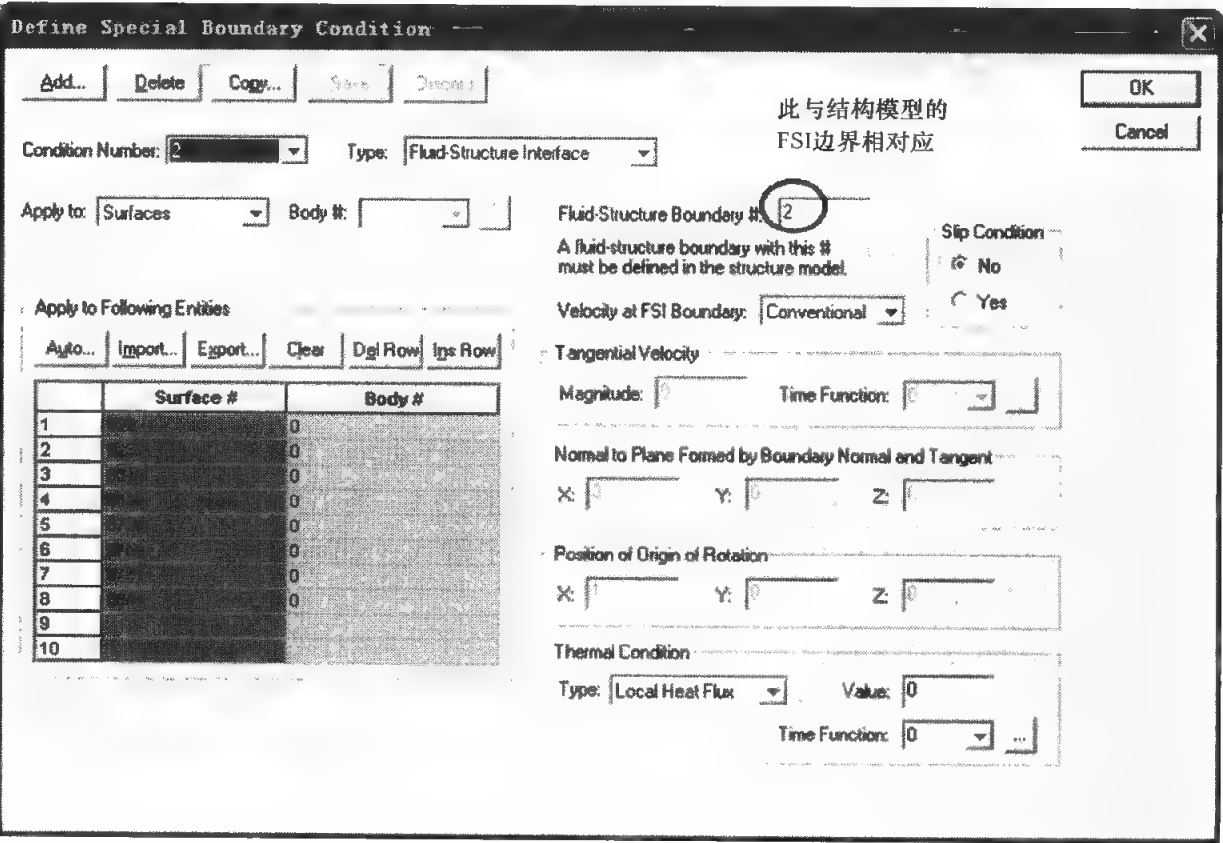 Define Special Boundary Condition
Add... Delete Copy...
OK
此与结构模型的
FSI边界相对应
Cancel
Condition Number: 2 Type: Fluid-Structure Interface
Apply to: Surfaces Body #:
Fluid-Structure Boundary #: 2
A fluid-structure boundary with this #
must be defined in the structure model.
Slip Condition
No
Yes
Velocity at FSI Boundary: Conventional
Apply to Following Entities
Auto... Import... Export... Clear Del Row Ins Row
Surface # Body #
1 0
2 0
3 0
4 0
5 0
6 0
7 0
8 0
9
10
Tangential Velocity
Magnitude: Time Function:
Normal to Plane Formed by Boundary Normal and Tangent
X: Y: Z:
Position of Origin of Rotation
X: Y: Z:
Thermal Condition
Type: Local Heat Flux Value: 0
Time Function: 0 ...